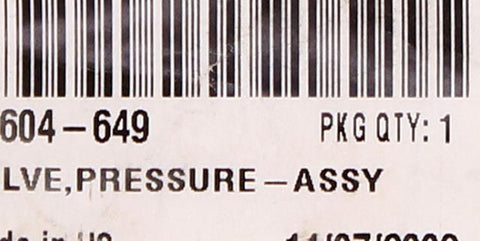 604-649 PKG QTY: 1
LVE,PRESSURE-ASSY